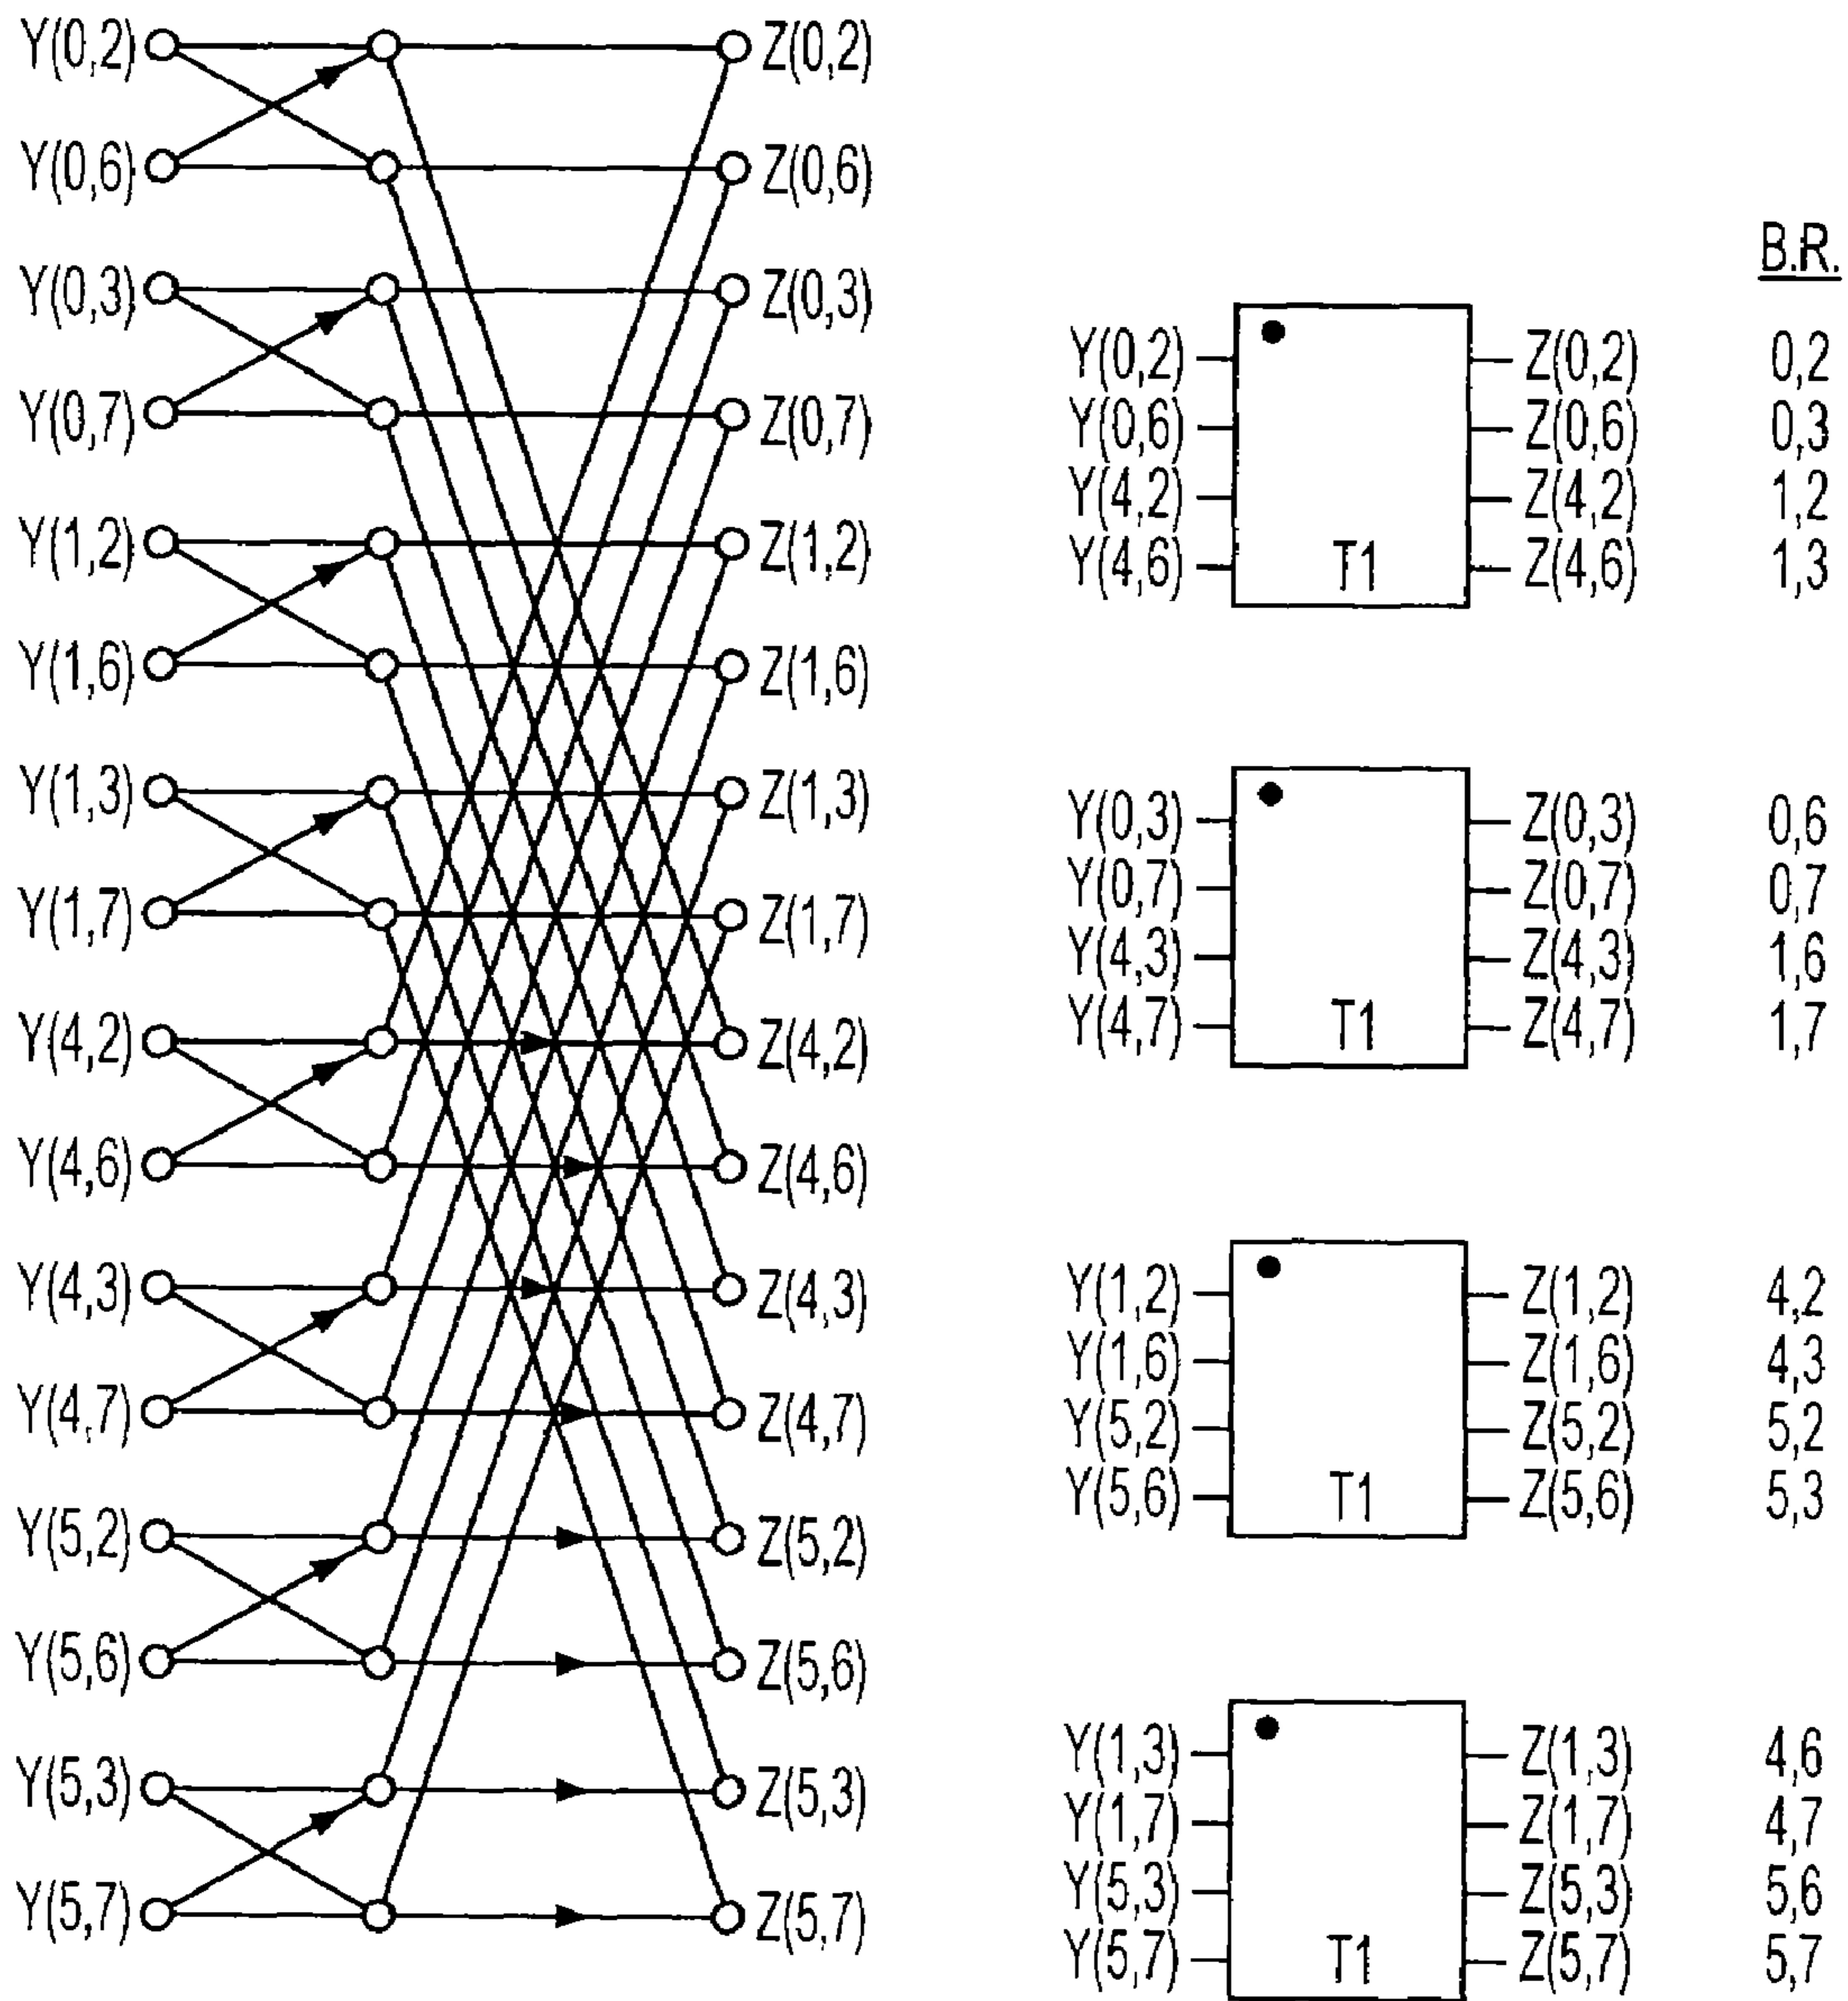 Y(0,2) Z(0,2)
Y(0,6) Z(0,6)
Y(0,3) Z(0,3)
Y(0,7) Z(0,7)
Y(1,2) Z(1,2)
Y(1,6) Z(1,6)
Y(1,3) Z(1,3)
Y(1,7) Z(1,7)
Y(4,2) Z(4,2)
Y(4,6) Z(4,6)
Y(4,3) Z(4,3)
Y(4,7) Z(4,7)
Y(5,2) Z(5,2)
Y(5,6) Z(5,6)
Y(5,3) Z(5,3)
Y(5,7) Z(5,7)
B.R.
Y(0,2) Z(0,2) 0,2
Y(0,6) Z(0,6) 0,3
Y(4,2) Z(4,2) 1,2
Y(4,6) T1 Z(4,6) 1,3
Y(0,3) Z(0,3) 0,6
Y(0,7) Z(0,7) 0,7
Y(4,3) Z(4,3) 1,6
Y(4,7) T1 Z(4,7) 1,7
Y(1,2) Z(1,2) 4,2
Y(1,6) Z(1,6) 4,3
Y(5,2) Z(5,2) 5,2
Y(5,6) T1 Z(5,6) 5,3
Y(1,3) Z(1,3) 4,6
Y(1,7) Z(1,7) 4,7
Y(5,3) Z(5,3) 5,6
Y(5,7) T1 Z(5,7) 5,7